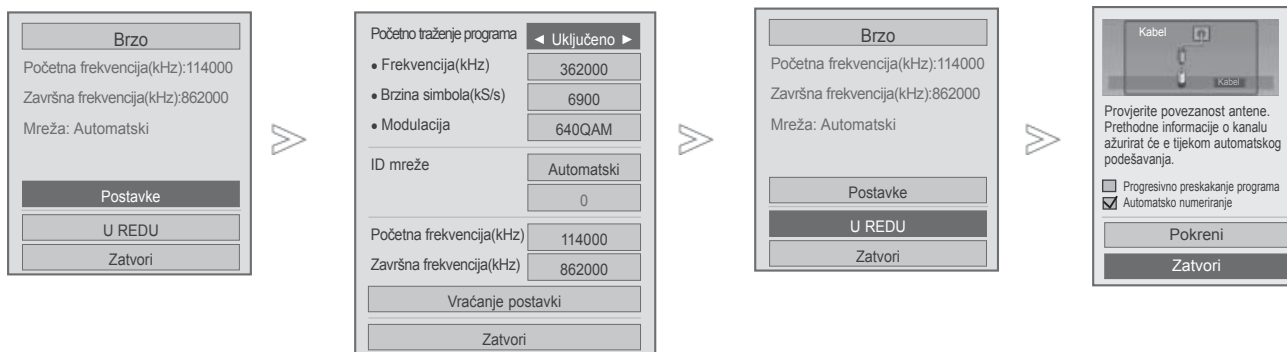 Brzo
Početna frekvencija(kHz):114000
Završna frekvencija(kHz):862000
Mreža: Automatski
Postavke
U REDU
Zatvori
Početno traženje programa ◄ Uključeno ►
• Frekvencija(kHz) 362000
• Brzina simbola(kS/s) 6900
• Modulacija 640QAM
ID mreže Automatski
0
Početna frekvencija(kHz) 114000
Završna frekvencija(kHz) 862000
Vraćanje postavki
Zatvori
Brzo
Početna frekvencija(kHz):114000
Završna frekvencija(kHz):862000
Mreža: Automatski
Postavke
U REDU
Zatvori
Kabel
Kabel
Provjerite povezanost antene.
Prethodne informacije o kanalu
ažurirat će e tijekom automatskog
podešavanja.
Progresivno preskakanje programa
Automatsko numeriranje
Pokreni
Zatvori